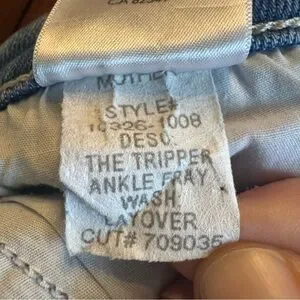 MOTHER
STYLE#
10326-1008
DESC.
THE TRIPPER
ANKLE FRAY
WASH
LAYOVER
CUT# 709035